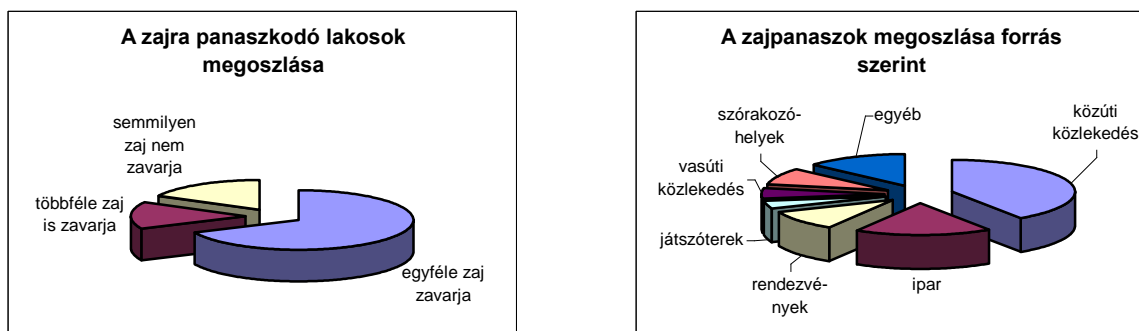 A zajra panaszkodó lakosok
megoszlása
semmilyen
zaj nem
zavarja
többféle zaj
is zavarja
egyféle zaj
zavarja
A zajpanaszok megoszlása forrás
szerint
szórakozó-
helyek
egyéb
közúti
közlekedés
vasúti
közlekedés
játszóterek
rendezvé-
nyek
ipar